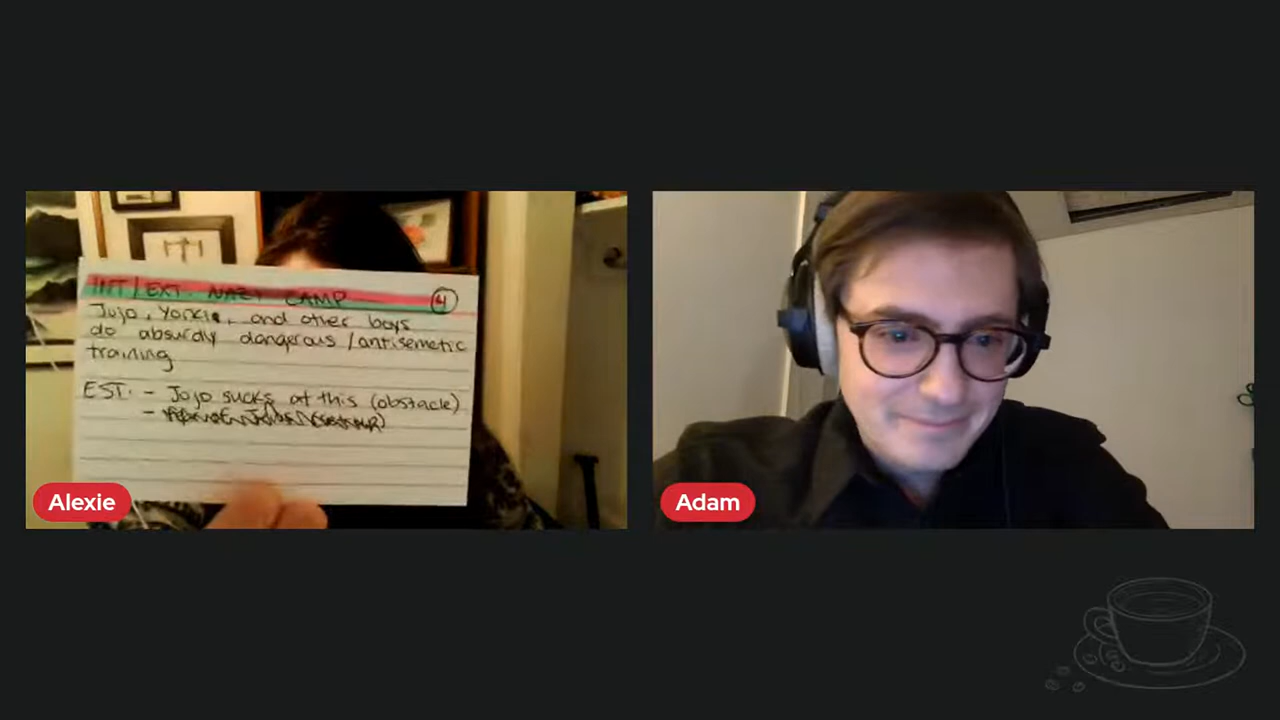 INT/EXT. NAZI CAMP 4
Jojo, Yorkie, and other boys
do absurdly dangerous/antisemetic
training
EST. - Jojo sucks at this (obstacle)
-
Alexie
Adam